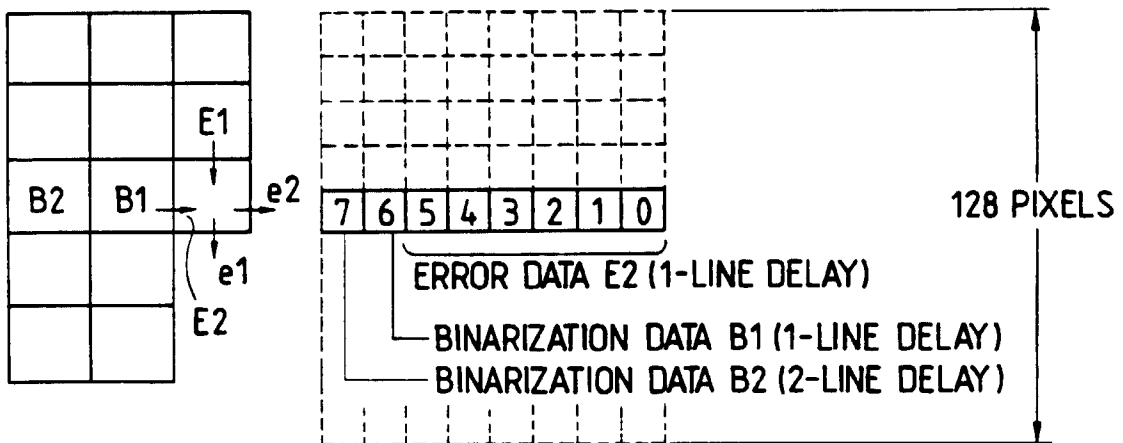 E1
B2 B1 e2
7 6 5 4 3 2 1 0
128 PIXELS
e1
E2
ERROR DATA E2 (1-LINE DELAY)
BINARIZATION DATA B1 (1-LINE DELAY)
BINARIZATION DATA B2 (2-LINE DELAY)